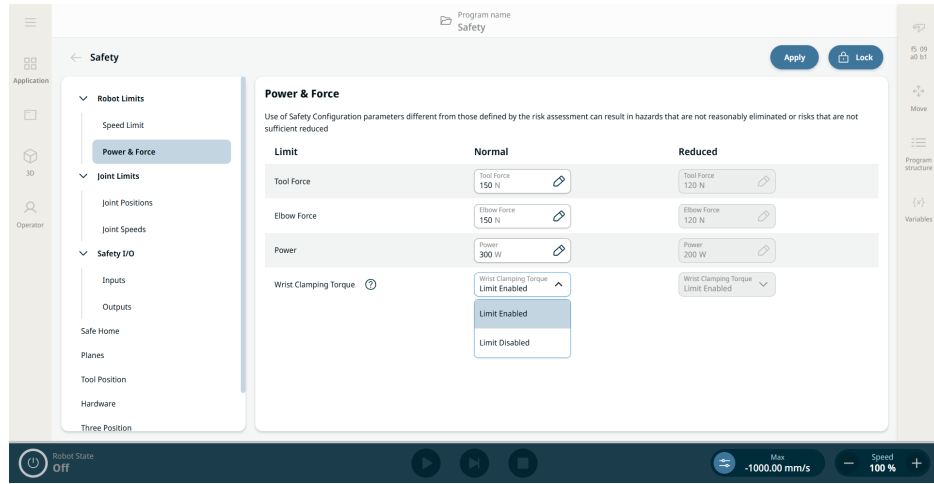 Program name
Safety
f5 09
a0 b1
Application
3D
Operator
Move
Program
structure
{x}
Variables
Safety
Apply
Lock
Robot Limits
Speed Limit
Power & Force
Joint Limits
Joint Positions
Joint Speeds
Safety I/O
Inputs
Outputs
Safe Home
Planes
Tool Position
Hardware
Three Position
Power & Force
Use of Safety Configuration parameters different from those defined by the risk assessment can result in hazards that are not reasonably eliminated or risks that are not
sufficient reduced
Limit Normal Reduced
Tool Force
Tool Force
150 N
Tool Force
120 N
Elbow Force
Elbow Force
150 N
Elbow Force
120 N
Power
Power
300 W
Power
200 W
Wrist Clamping Torque ?
Wrist Clamping Torque
Limit Enabled
Wrist Clamping Torque
Limit Enabled
Limit Enabled
Limit Disabled
Robot State
Off
Max
-1000.00 mm/s
Speed
100 %